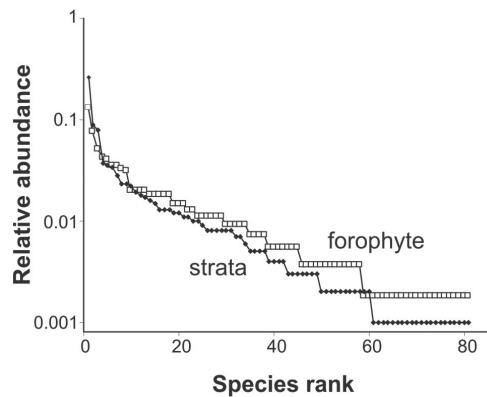 1
0.1
0.01
0.001
Relative abundance
forophyte
strata
0 20 40 60 80
Species rank